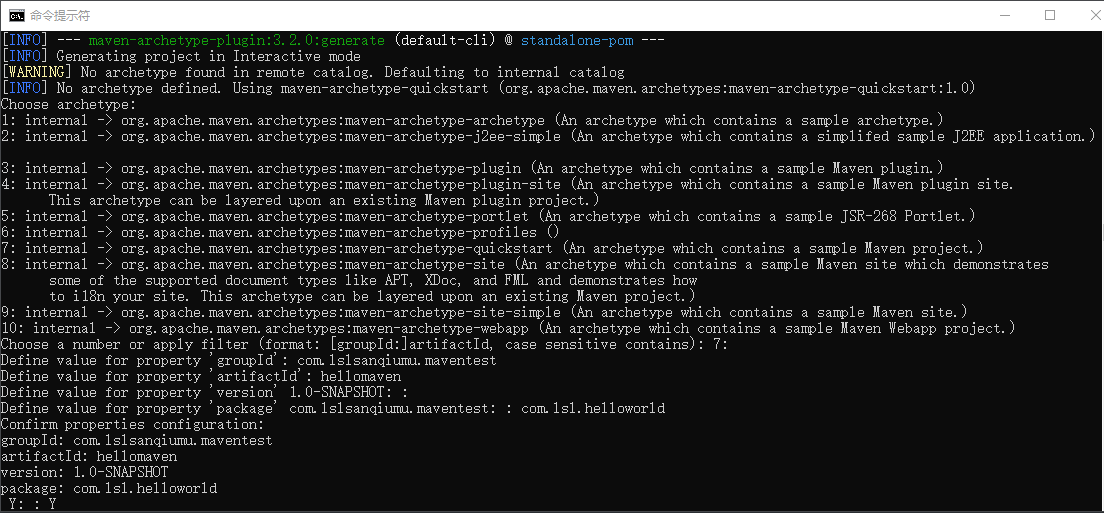 命令提示符
[INFO] --- maven-archetype-plugin:3.2.0:generate (default-cli) @ standalone-pom ---
[INFO] Generating project in Interactive mode
[WARNING] No archetype found in remote catalog. Defaulting to internal catalog
[INFO] No archetype defined. Using maven-archetype-quickstart (org.apache.maven.archetypes:maven-archetype-quickstart:1.0)
Choose archetype:
1: internal -> org.apache.maven.archetypes:maven-archetype-archetype (An archetype which contains a sample archetype.)
2: internal -> org.apache.maven.archetypes:maven-archetype-j2ee-simple (An archetype which contains a simplifed sample J2EE application.)
3: internal -> org.apache.maven.archetypes:maven-archetype-plugin (An archetype which contains a sample Maven plugin.)
4: internal -> org.apache.maven.archetypes:maven-archetype-plugin-site (An archetype which contains a sample Maven plugin site.
This archetype can be layered upon an existing Maven plugin project.)
5: internal -> org.apache.maven.archetypes:maven-archetype-portlet (An archetype which contains a sample JSR-268 Portlet.)
6: internal -> org.apache.maven.archetypes:maven-archetype-profiles ()
7: internal -> org.apache.maven.archetypes:maven-archetype-quickstart (An archetype which contains a sample Maven project.)
8: internal -> org.apache.maven.archetypes:maven-archetype-site (An archetype which contains a sample Maven site which demonstrates
some of the supported document types like APT, XDoc, and FML and demonstrates how
to i18n your site. This archetype can be layered upon an existing Maven project.)
9: internal -> org.apache.maven.archetypes:maven-archetype-site-simple (An archetype which contains a sample Maven site.)
10: internal -> org.apache.maven.archetypes:maven-archetype-webapp (An archetype which contains a sample Maven Webapp project.)
Choose a number or apply filter (format: [groupId:]artifactId, case sensitive contains): 7:
Define value for property 'groupId': com.lslsanqiumu.maventest
Define value for property 'artifactId': hellomaven
Define value for property 'version' 1.0-SNAPSHOT: :
Define value for property 'package' com.lslsanqiumu.maventest: : com.lsl.helloworld
Confirm properties configuration:
groupId: com.lslsanqiumu.maventest
artifactId: hellomaven
version: 1.0-SNAPSHOT
package: com.lsl.helloworld
Y: : Y